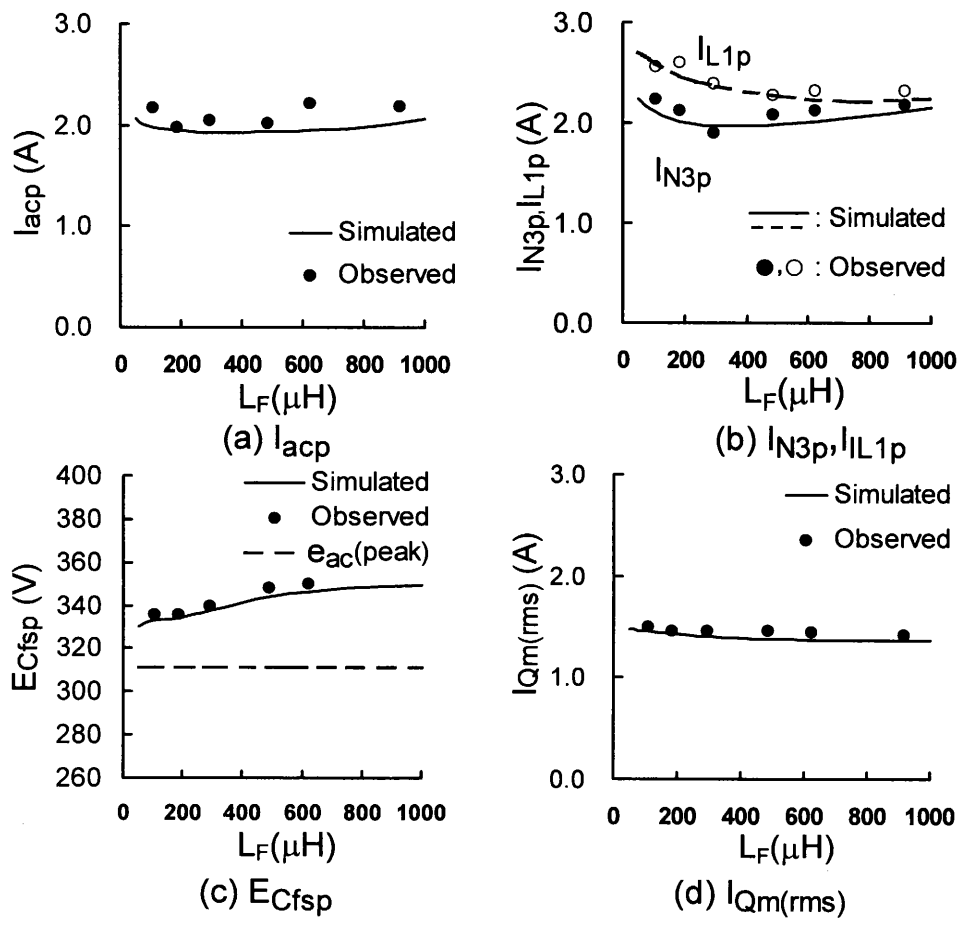 3.0
2.0
1.0
0.0
Iacp (A)
Simulated
Observed
0 200 400 600 800 1000
LF(μH)
(a) Iacp
3.0
2.0
1.0
0.0
IN3p,IL1p (A)
IL1p
IN3p
: Simulated
, : Observed
0 200 400 600 800 1000
LF(μH)
(b) IN3p,IIL1p
400
380
360
340
320
300
280
260
ECfsp (V)
Simulated
Observed
eac(peak)
0 200 400 600 800 1000
LF(μH)
(c) ECfsp
3.0
2.0
1.0
0.0
IQm(rms) (A)
Simulated
Observed
0 200 400 600 800 1000
LF(μH)
(d) IQm(rms)